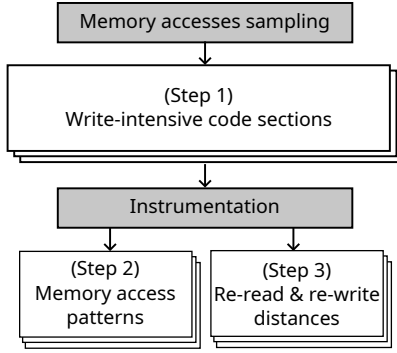 Memory accesses sampling
(Step 1)
Write-intensive code sections
Instrumentation
(Step 2)
Memory access
patterns
(Step 3)
Re-read & re-write
distances